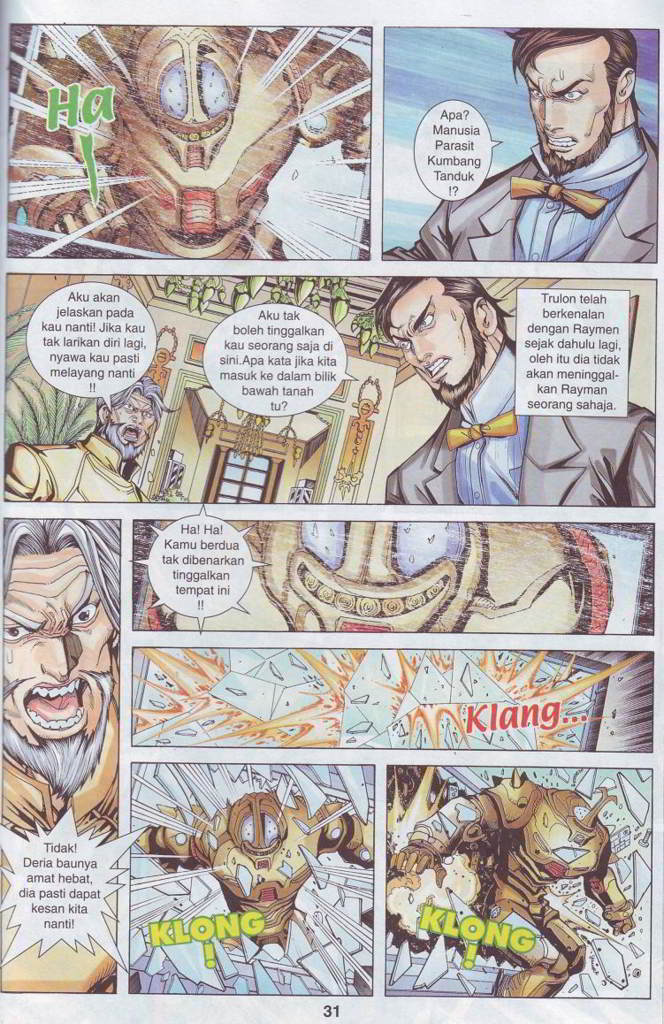 Ha
!
Apa?
Manusia
Parasit
Kumbang
Tanduk
!?
Aku akan
jelaskan pada
kau nanti! Jika kau
tak larikan diri lagi,
nyawa kau pasti
melayang nanti
!!
Aku tak
boleh tinggalkan
kau seorang saja di
sini.Apa kata jika kita
masuk ke dalam bilik
bawah tanah
tu?
Trulon telah
berkenalan
dengan Raymen
sejak dahulu lagi,
oleh itu dia tidak
akan meninggal-
kan Rayman
seorang sahaja.
Ha! Ha!
Kamu berdua
tak dibenarkan
tinggalkan
tempat ini
!!
Klang...
Tidak!
Deria baunya
amat hebat,
dia pasti dapat
kesan kita
nanti!
KLONG
!
KLONG
!
31